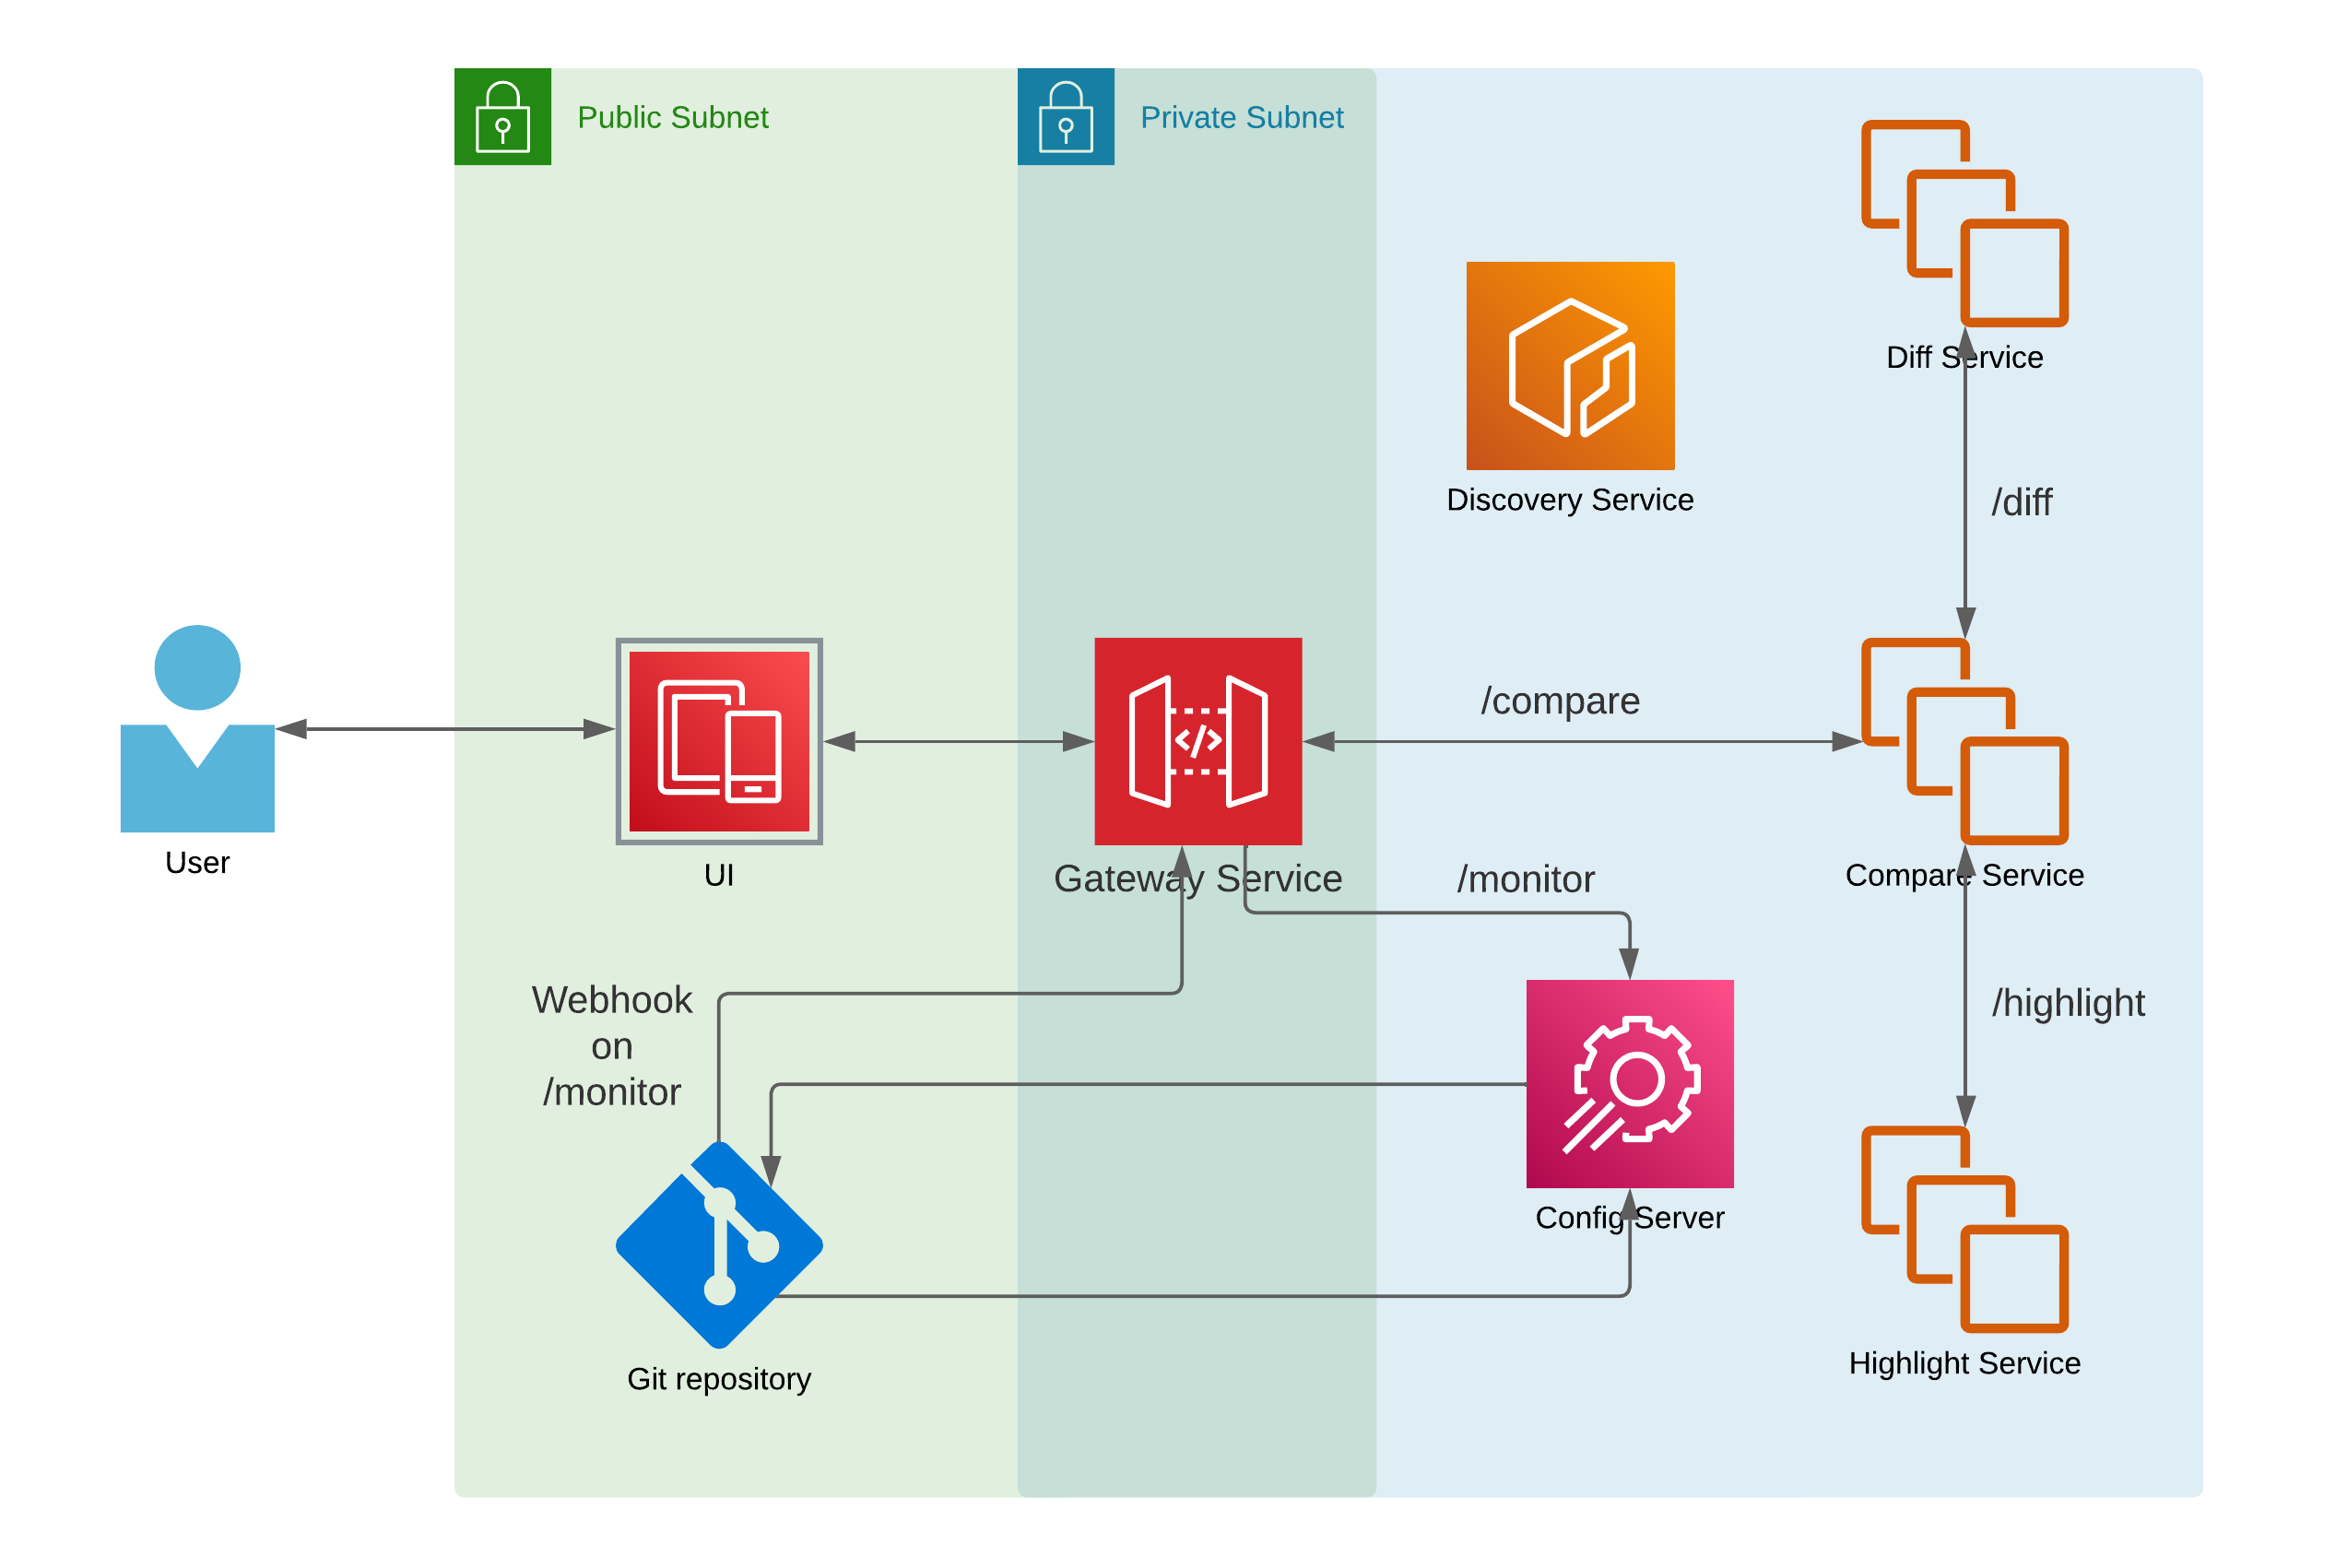 Public Subnet
Private Subnet
Diff Service
Discovery Service
/diff
/compare
User
UI
Gateway Service
/monitor
Compare Service
Webhook
on
/monitor
/highlight
Config Server
Git repository
Highlight Service